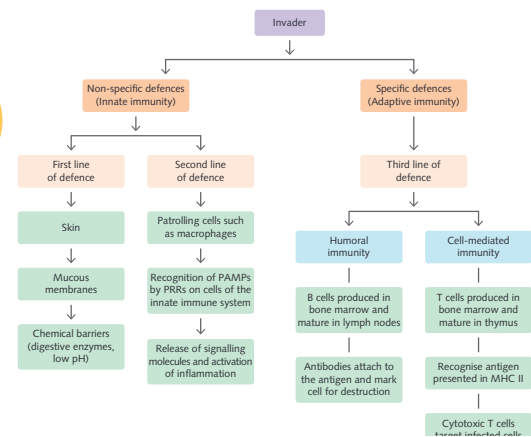 Invader
Non-specific defences
(Innate immunity)
Specific defences
(Adaptive immunity)
First line
of defence
Second line
of defence
Third line of
defence
Skin
Patrolling cells such
as macrophages
Humoral
immunity
Cell-mediated
immunity
Mucous
membranes
Recognition of PAMPs
by PRRs on cells of the
innate immune system
B cells produced in
bone marrow and
mature in lymph nodes
T cells produced in
bone marrow and
mature in thymus
Chemical barriers
(digestive enzymes,
low pH)
Release of signalling
molecules and activation
of inflammation
Antibodies attach to
the antigen and mark
cell for destruction
Recognise antigen
presented in MHC II
Cytotoxic T cells
target infected cells